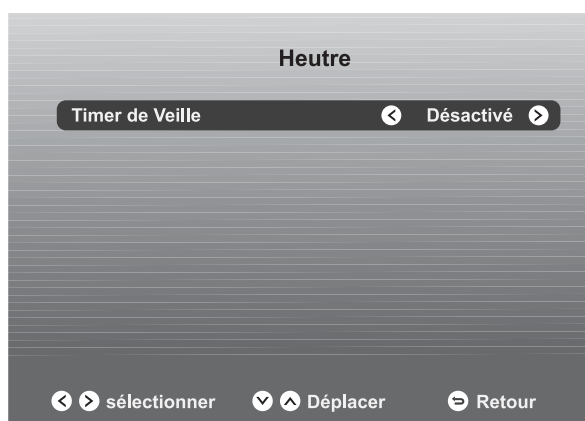 Heutre
Timer de Veille Désactivé
sélectionner Déplacer Retour